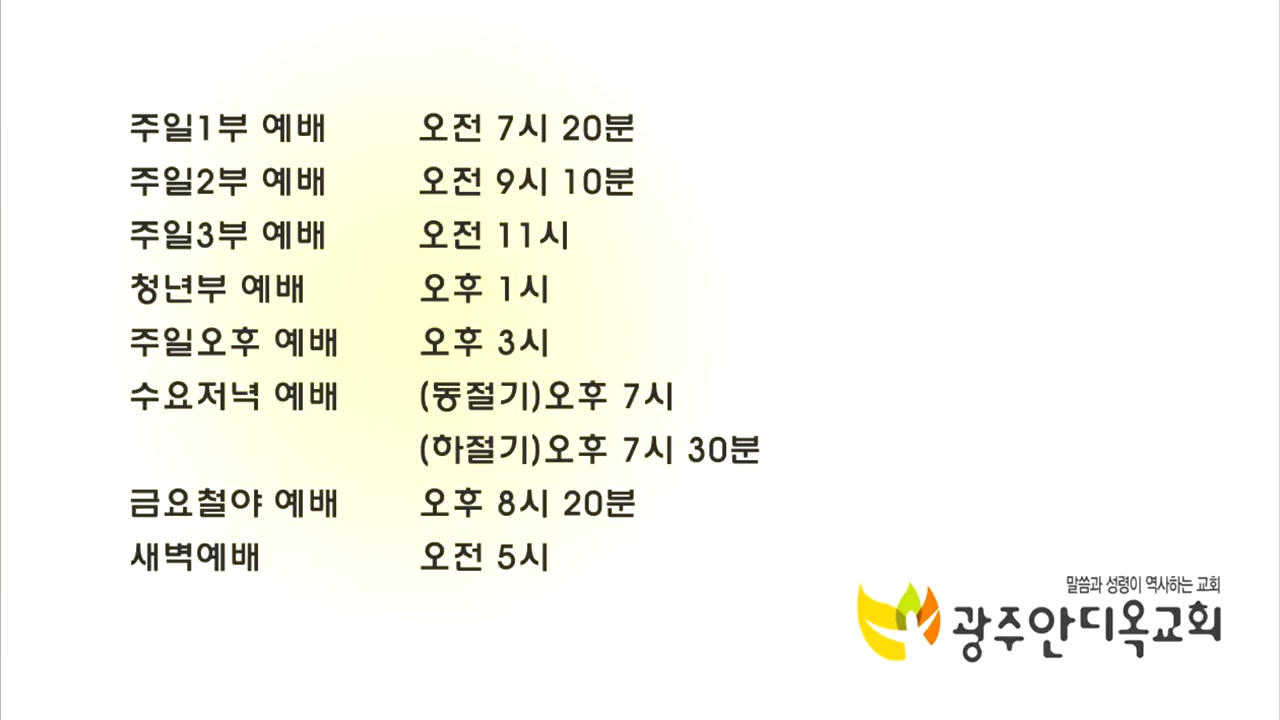 주일1부 예배 오전 7시 20분
주일2부 예배 오전 9시 10분
주일3부 예배 오전 11시
청년부 예배 오후 1시
주일오후 예배 오후 3시
수요저녁 예배 (동절기)오후 7시
(하절기)오후 7시 30분
금요철야 예배 오후 8시 20분
새벽예배 오전 5시
말씀과 성령이 역사하는 교회
광주안디옥교회